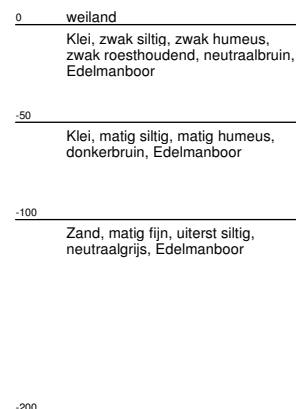 0 weiland
Klei, zwak siltig, zwak humeus,
zwak roesthoudend, neutraalbruin,
Edelmanboor
-50
Klei, matig siltig, matig humeus,
donkerbruin, Edelmanboor
-100
Zand, matig fijn, uiterst siltig,
neutraalgrijs, Edelmanboor
-200